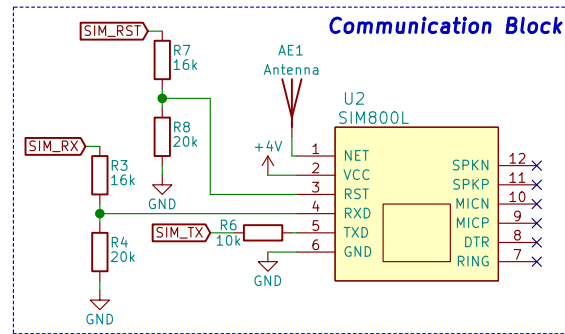 Communication Block
SIM_RST
R7
16k
AE1
Antenna
R8
20k
GND
U2
SIM800L
SIM_RX
R3
16k
R4
20k
GND
+4V
SIM_TX
R6
10k
GND
1 NET
2 VCC
3 RST
4 RXD
5 TXD
6 GND
SPKN 12
SPKP 11
MICN 10
MICP 9
DTR 8
RING 7